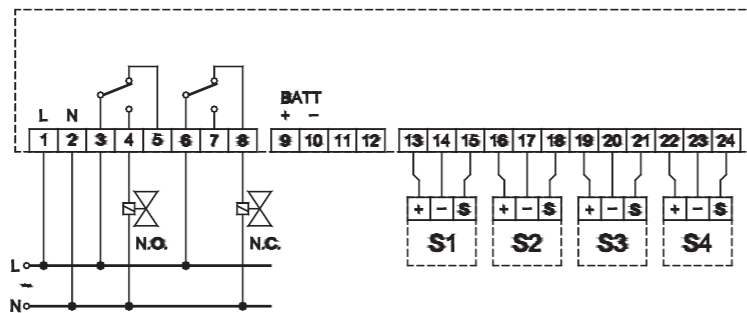 BATT
L N + −
1 2 3 4 5 6 7 8 9 10 11 12 13 14 15 16 17 18 19 20 21 22 23 24
+ − S + − S + − S + − S
N.O. N.C. S1 S2 S3 S4
L
~
N